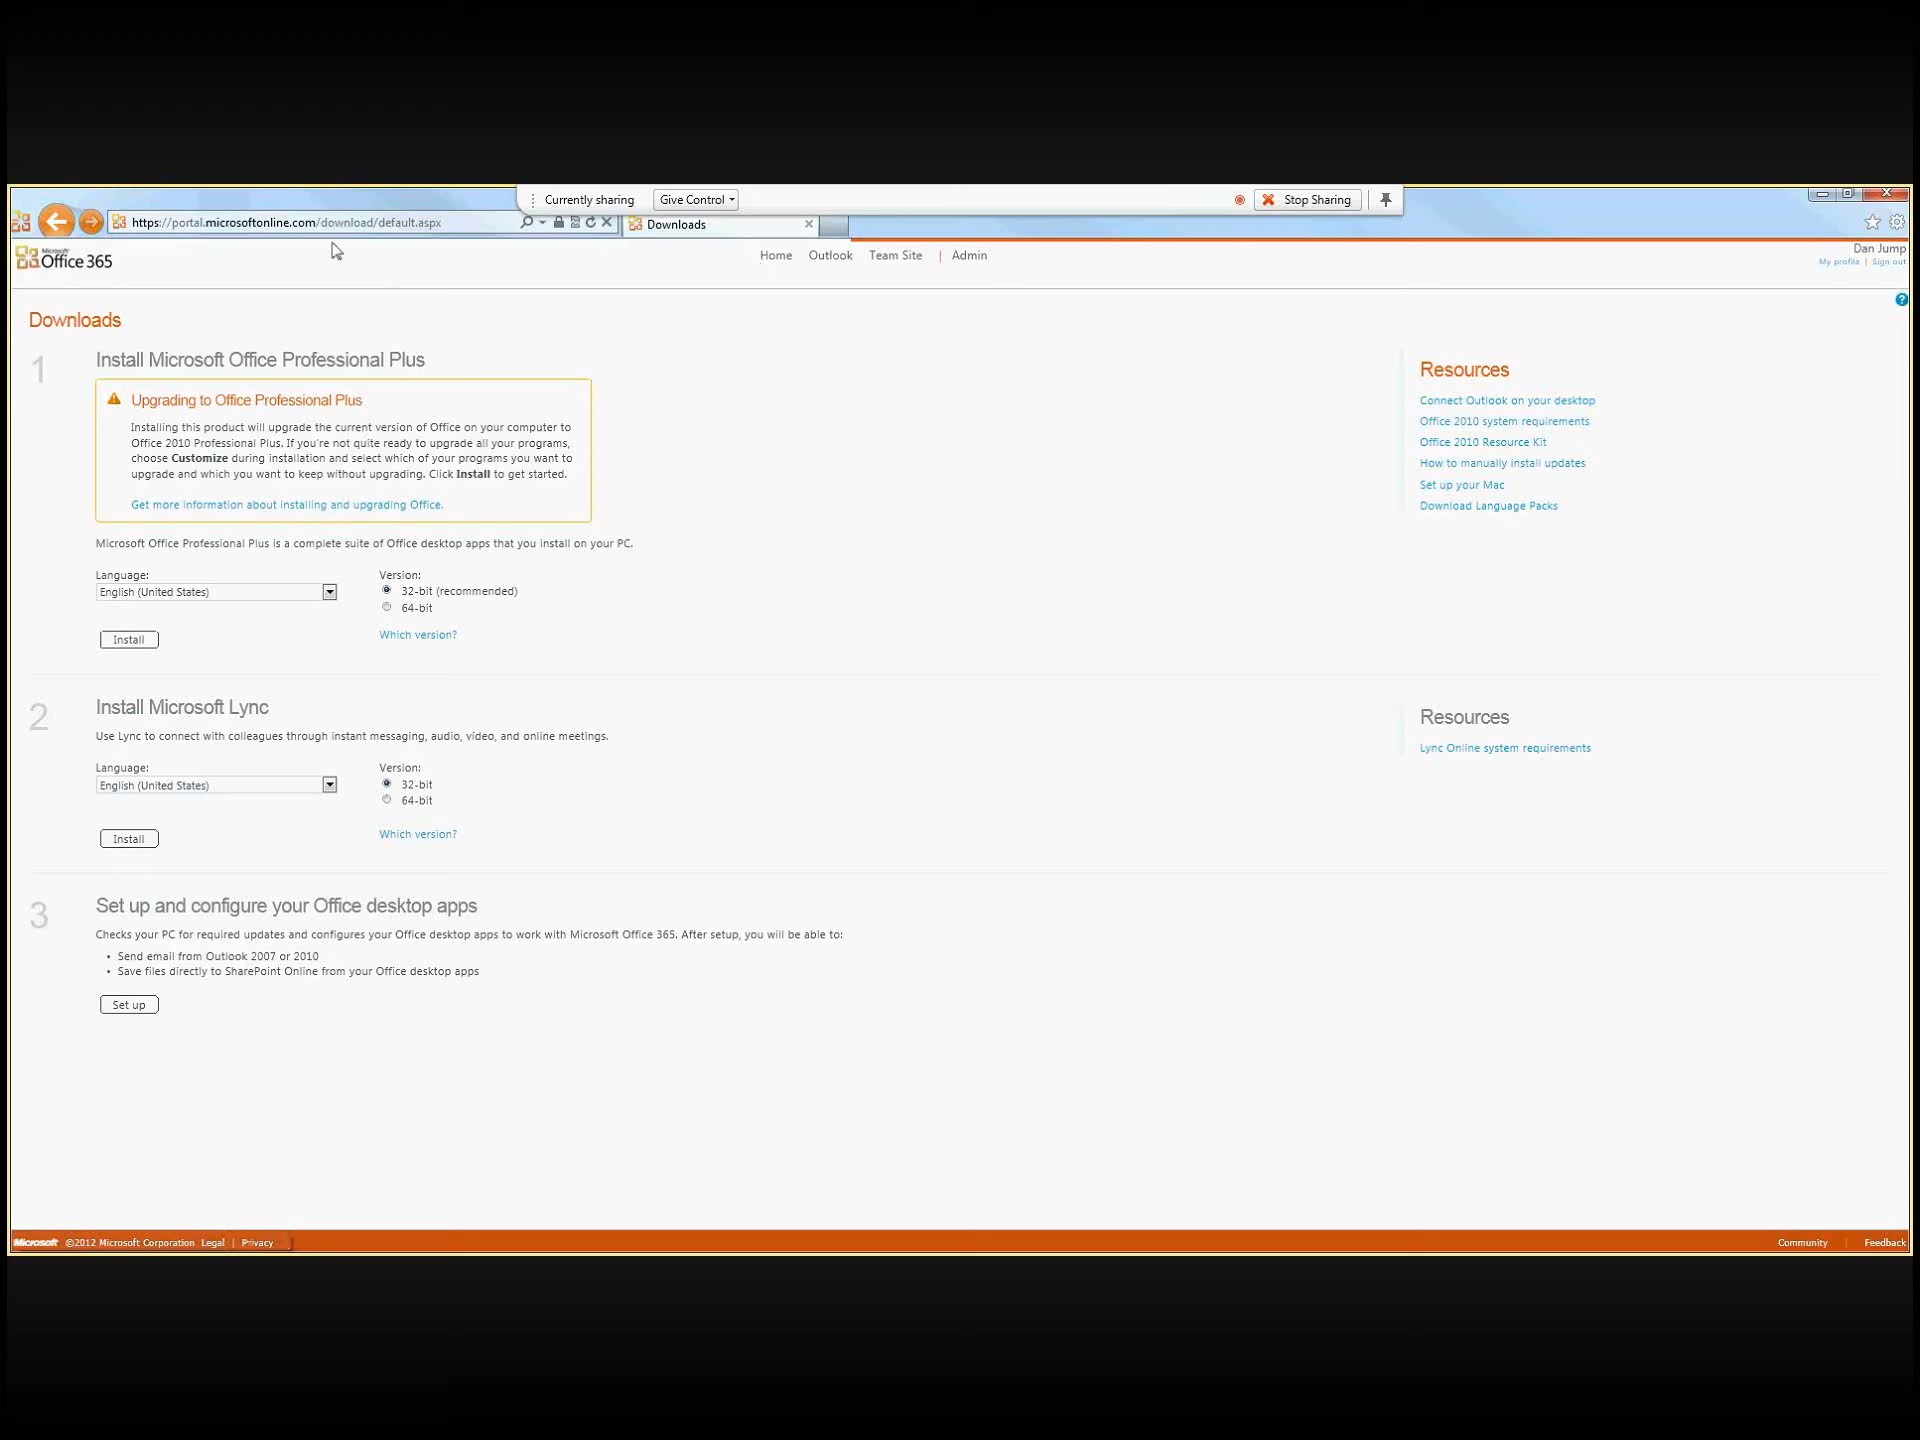 Currently sharing
Give Control
Stop Sharing
https://portal.microsoftonline.com/download/default.aspx
Downloads
Microsoft
Office 365
Home
Outlook
Team Site
|
Admin
Dan Jump
My profile | Sign out
?
Downloads
1
Install Microsoft Office Professional Plus
Upgrading to Office Professional Plus
Installing this product will upgrade the current version of Office on your computer to
Office 2010 Professional Plus. If you're not quite ready to upgrade all your programs,
choose Customize during installation and select which of your programs you want to
upgrade and which you want to keep without upgrading. Click Install to get started.
Get more information about installing and upgrading Office.
Microsoft Office Professional Plus is a complete suite of Office desktop apps that you install on your PC.
Language:
English (United States)
Version:
32-bit (recommended)
64-bit
Which version?
Install
Resources
Connect Outlook on your desktop
Office 2010 system requirements
Office 2010 Resource Kit
How to manually install updates
Set up your Mac
Download Language Packs
2
Install Microsoft Lync
Use Lync to connect with colleagues through instant messaging, audio, video, and online meetings.
Language:
English (United States)
Version:
32-bit
64-bit
Which version?
Install
Resources
Lync Online system requirements
3
Set up and configure your Office desktop apps
Checks your PC for required updates and configures your Office desktop apps to work with Microsoft Office 365. After setup, you will be able to:
• Send email from Outlook 2007 or 2010
• Save files directly to SharePoint Online from your Office desktop apps
Set up
Microsoft ©2012 Microsoft Corporation Legal | Privacy
Community | Feedback